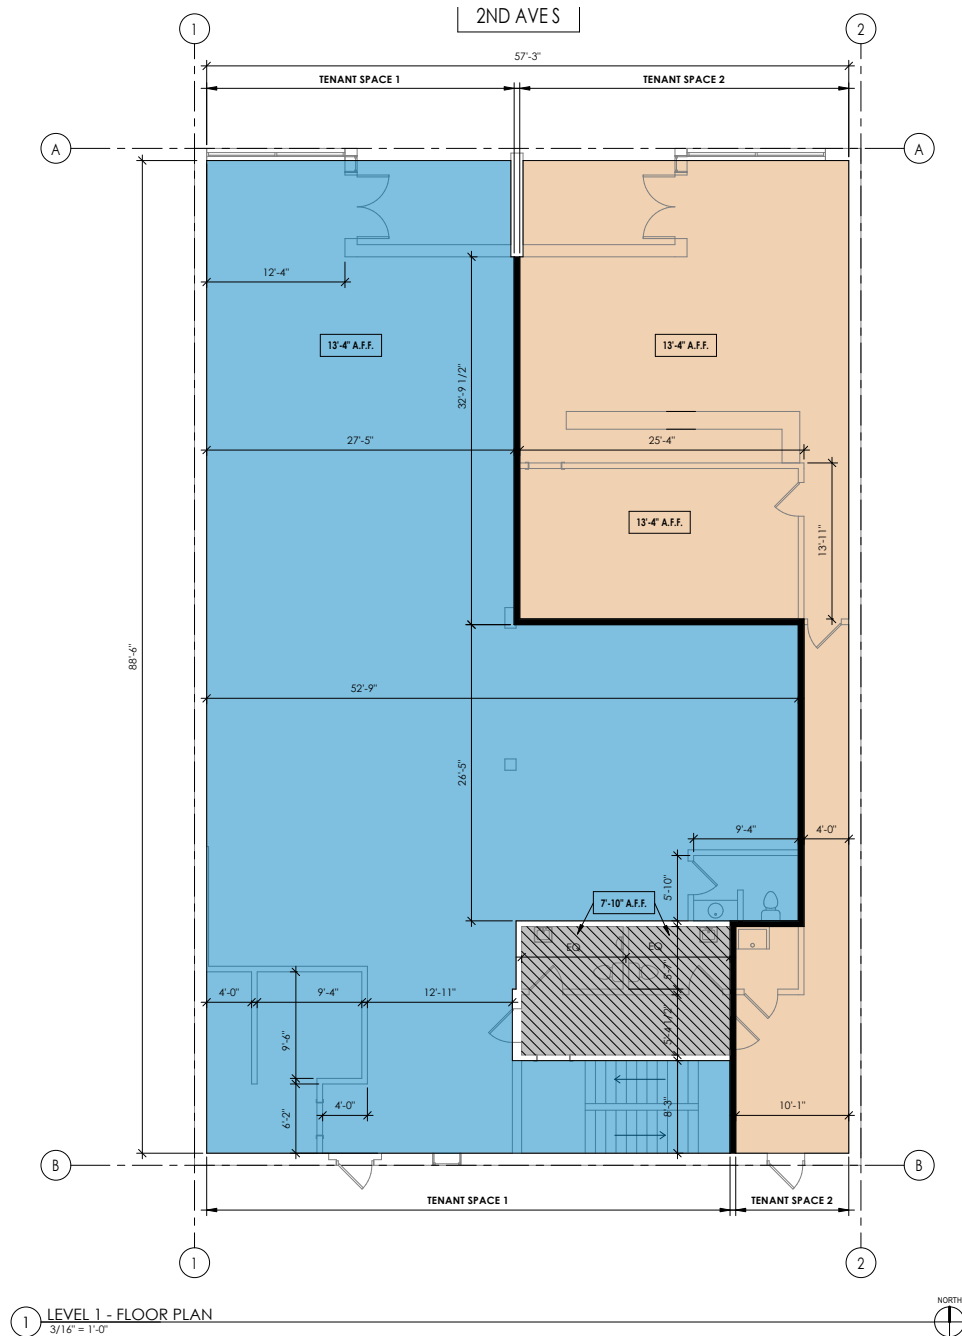 2ND AVE S
1
2
57'-3"
TENANT SPACE 1
TENANT SPACE 2
A
A
12'-4"
13'-4" A.F.F.
13'-4" A.F.F.
32'-9 1/2"
27'-5"
25'-4"
13'-4" A.F.F.
13'-11"
88'-6"
52'-9"
26'-5"
9'-4"
4'-0"
5'-10"
7'-10" A.F.F.
EQ
EQ
5'-7"
4'-0"
9'-4"
12'-11"
9'-6"
5'-4 1/2"
4'-0"
6'-2"
8'-3"
10'-1"
B
B
TENANT SPACE 1
TENANT SPACE 2
1
2
1
LEVEL 1 - FLOOR PLAN
3/16" = 1'-0"
NORTH